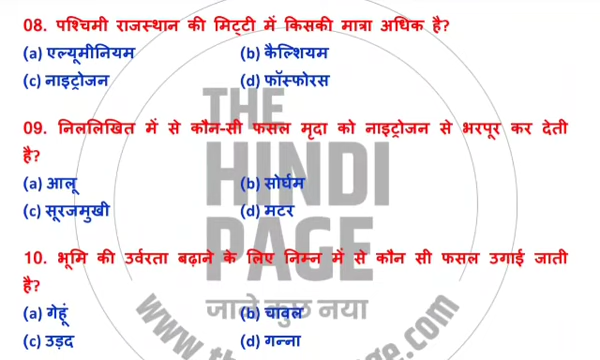 08. पश्चिमी राजस्थान की मिट्टी में किसकी मात्रा अधिक है?
(a) एल्यूमीनियम (b) कैल्शियम
(c) नाइट्रोजन (d) फॉस्फोरस
09. निललिखित में से कौन-सी फसल मृदा को नाइट्रोजन से भरपूर कर देती
है?
(a) आलू (b) सोर्घम
(c) सूरजमुखी (d) मटर
10. भूमि की उर्वरता बढ़ाने के लिए निम्न में से कौन सी फसल उगाई जाती
है?
(a) गेहूं (b) चावल
(c) उड़द (d) गन्ना
THE
HINDI
PAGE
जाने कुछ नया